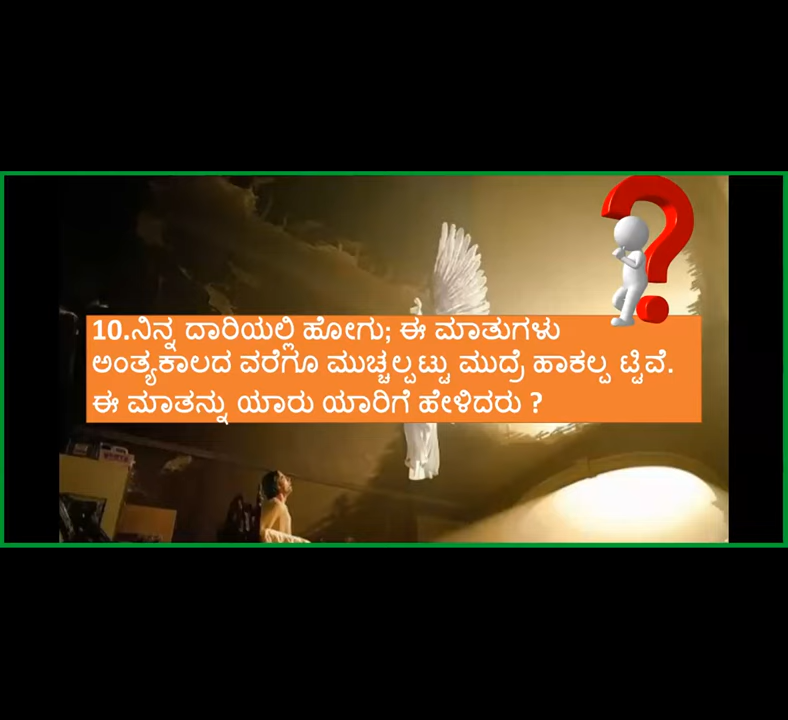 10.ನಿನ್ನ ದಾರಿಯಲ್ಲಿ ಹೋಗು; ಈ ಮಾತುಗಳು
ಅಂತ್ಯಕಾಲದ ವರೆಗೂ ಮುಚ್ಚಲ್ಪಟ್ಟು ಮುದ್ರೆ ಹಾಕಲ್ಪ ಟ್ಟಿವೆ.
ಈ ಮಾತನ್ನು ಯಾರು ಯಾರಿಗೆ ಹೇಳಿದರು ?